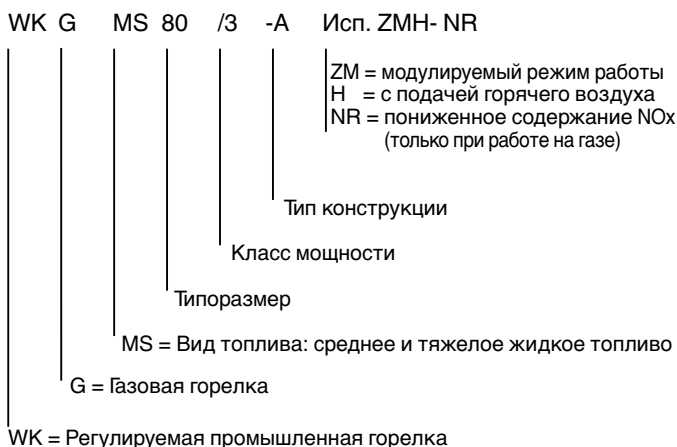 WK G MS 80 /3 -A Исп. ZMH- NR
ZM = модулируемый режим работы
H = с подачей горячего воздуха
NR = пониженное содержание NOx
(только при работе на газе)
Тип конструкции
Класс мощности
Типоразмер
MS = Вид топлива: среднее и тяжелое жидкое топливо
G = Газовая горелка
WK = Регулируемая промышленная горелка